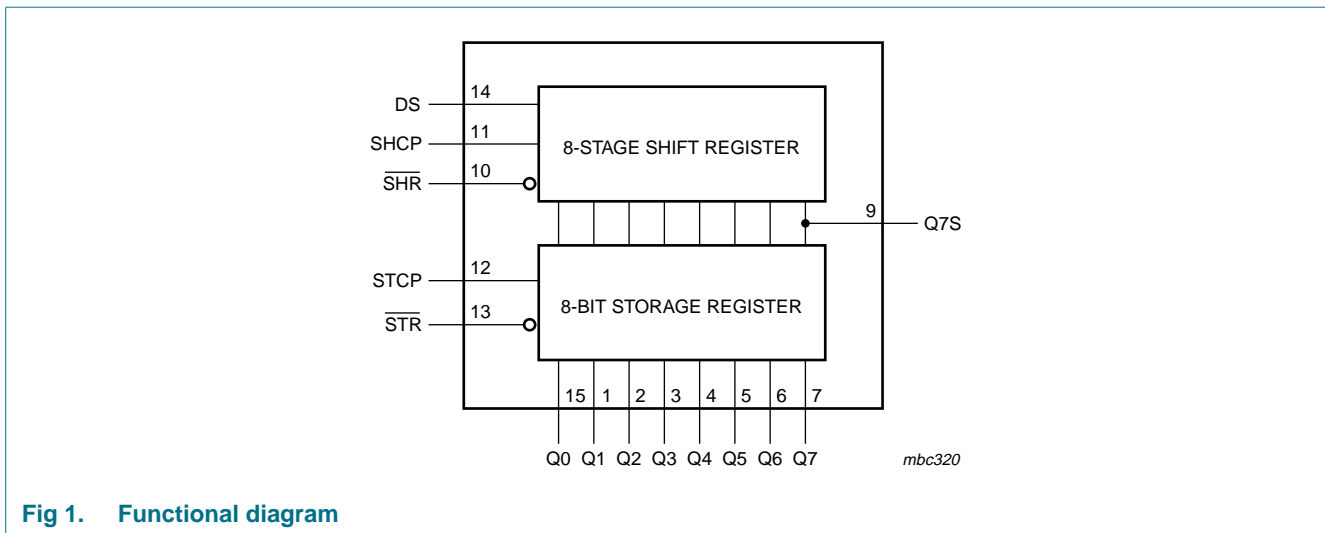 14
DS
11
SHCP
8-STAGE SHIFT REGISTER
10
S̅H̅R̅
9
Q7S
12
STCP
8-BIT STORAGE REGISTER
13
S̅T̅R̅
15 1 2 3 4 5 6 7
Q0 Q1 Q2 Q3 Q4 Q5 Q6 Q7
mbc320
Fig 1. Functional diagram